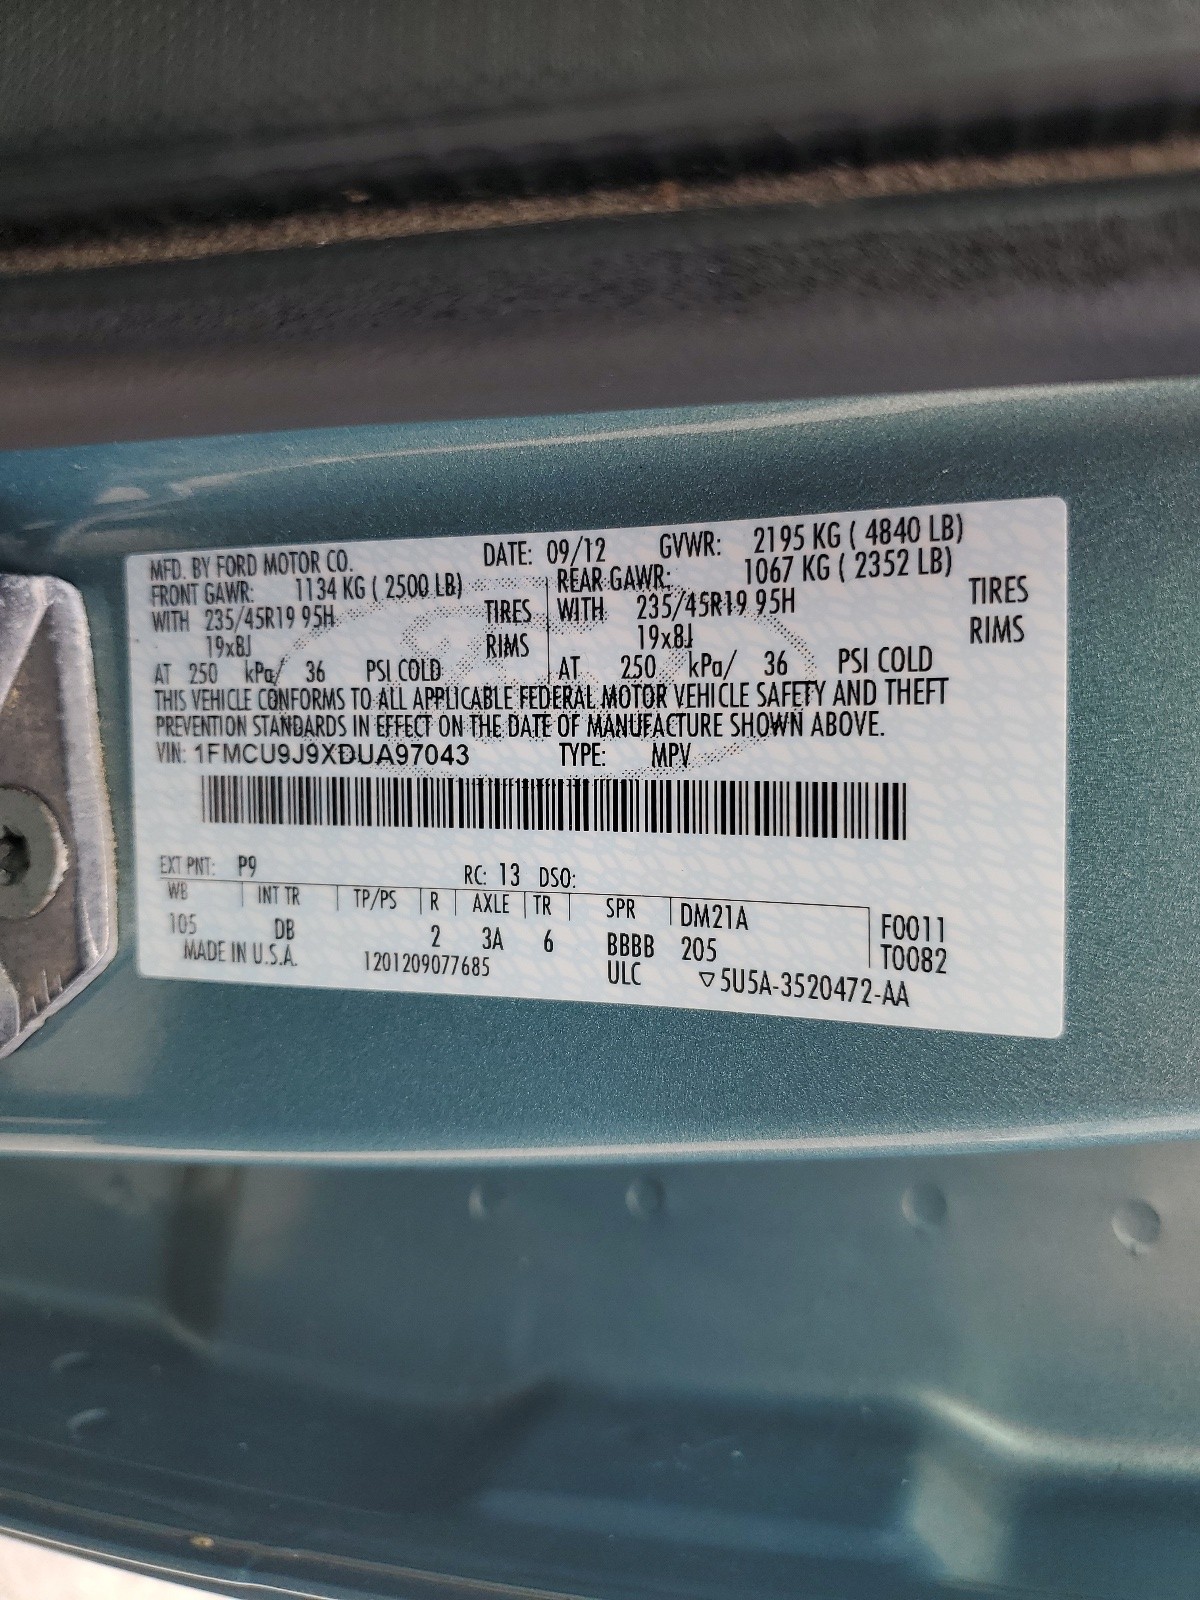 MFD. BY FORD MOTOR CO. DATE: 09/12 GVWR: 2195 KG ( 4840 LB)
FRONT GAWR: 1134 KG ( 2500 LB) REAR GAWR: 1067 KG ( 2352 LB)
WITH 235/45R19 95H TIRES WITH 235/45R19 95H TIRES
19x8J RIMS 19x8J RIMS
AT 250 kPa/ 36 PSI COLD AT 250 kPa/ 36 PSI COLD
THIS VEHICLE CONFORMS TO ALL APPLICABLE FEDERAL MOTOR VEHICLE SAFETY AND THEFT
PREVENTION STANDARDS IN EFFECT ON THE DATE OF MANUFACTURE SHOWN ABOVE.
VIN: 1FMCU9J9XDUA97043 TYPE: MPV
EXT PNT: P9 RC: 13 DSO:
WB INT TR TP/PS R AXLE TR SPR DM21A F0011
105 DB 2 3A 6 BBBB 205 T0082
MADE IN U.S.A. 1201209077685 ULC ▽5U5A-3520472-AA